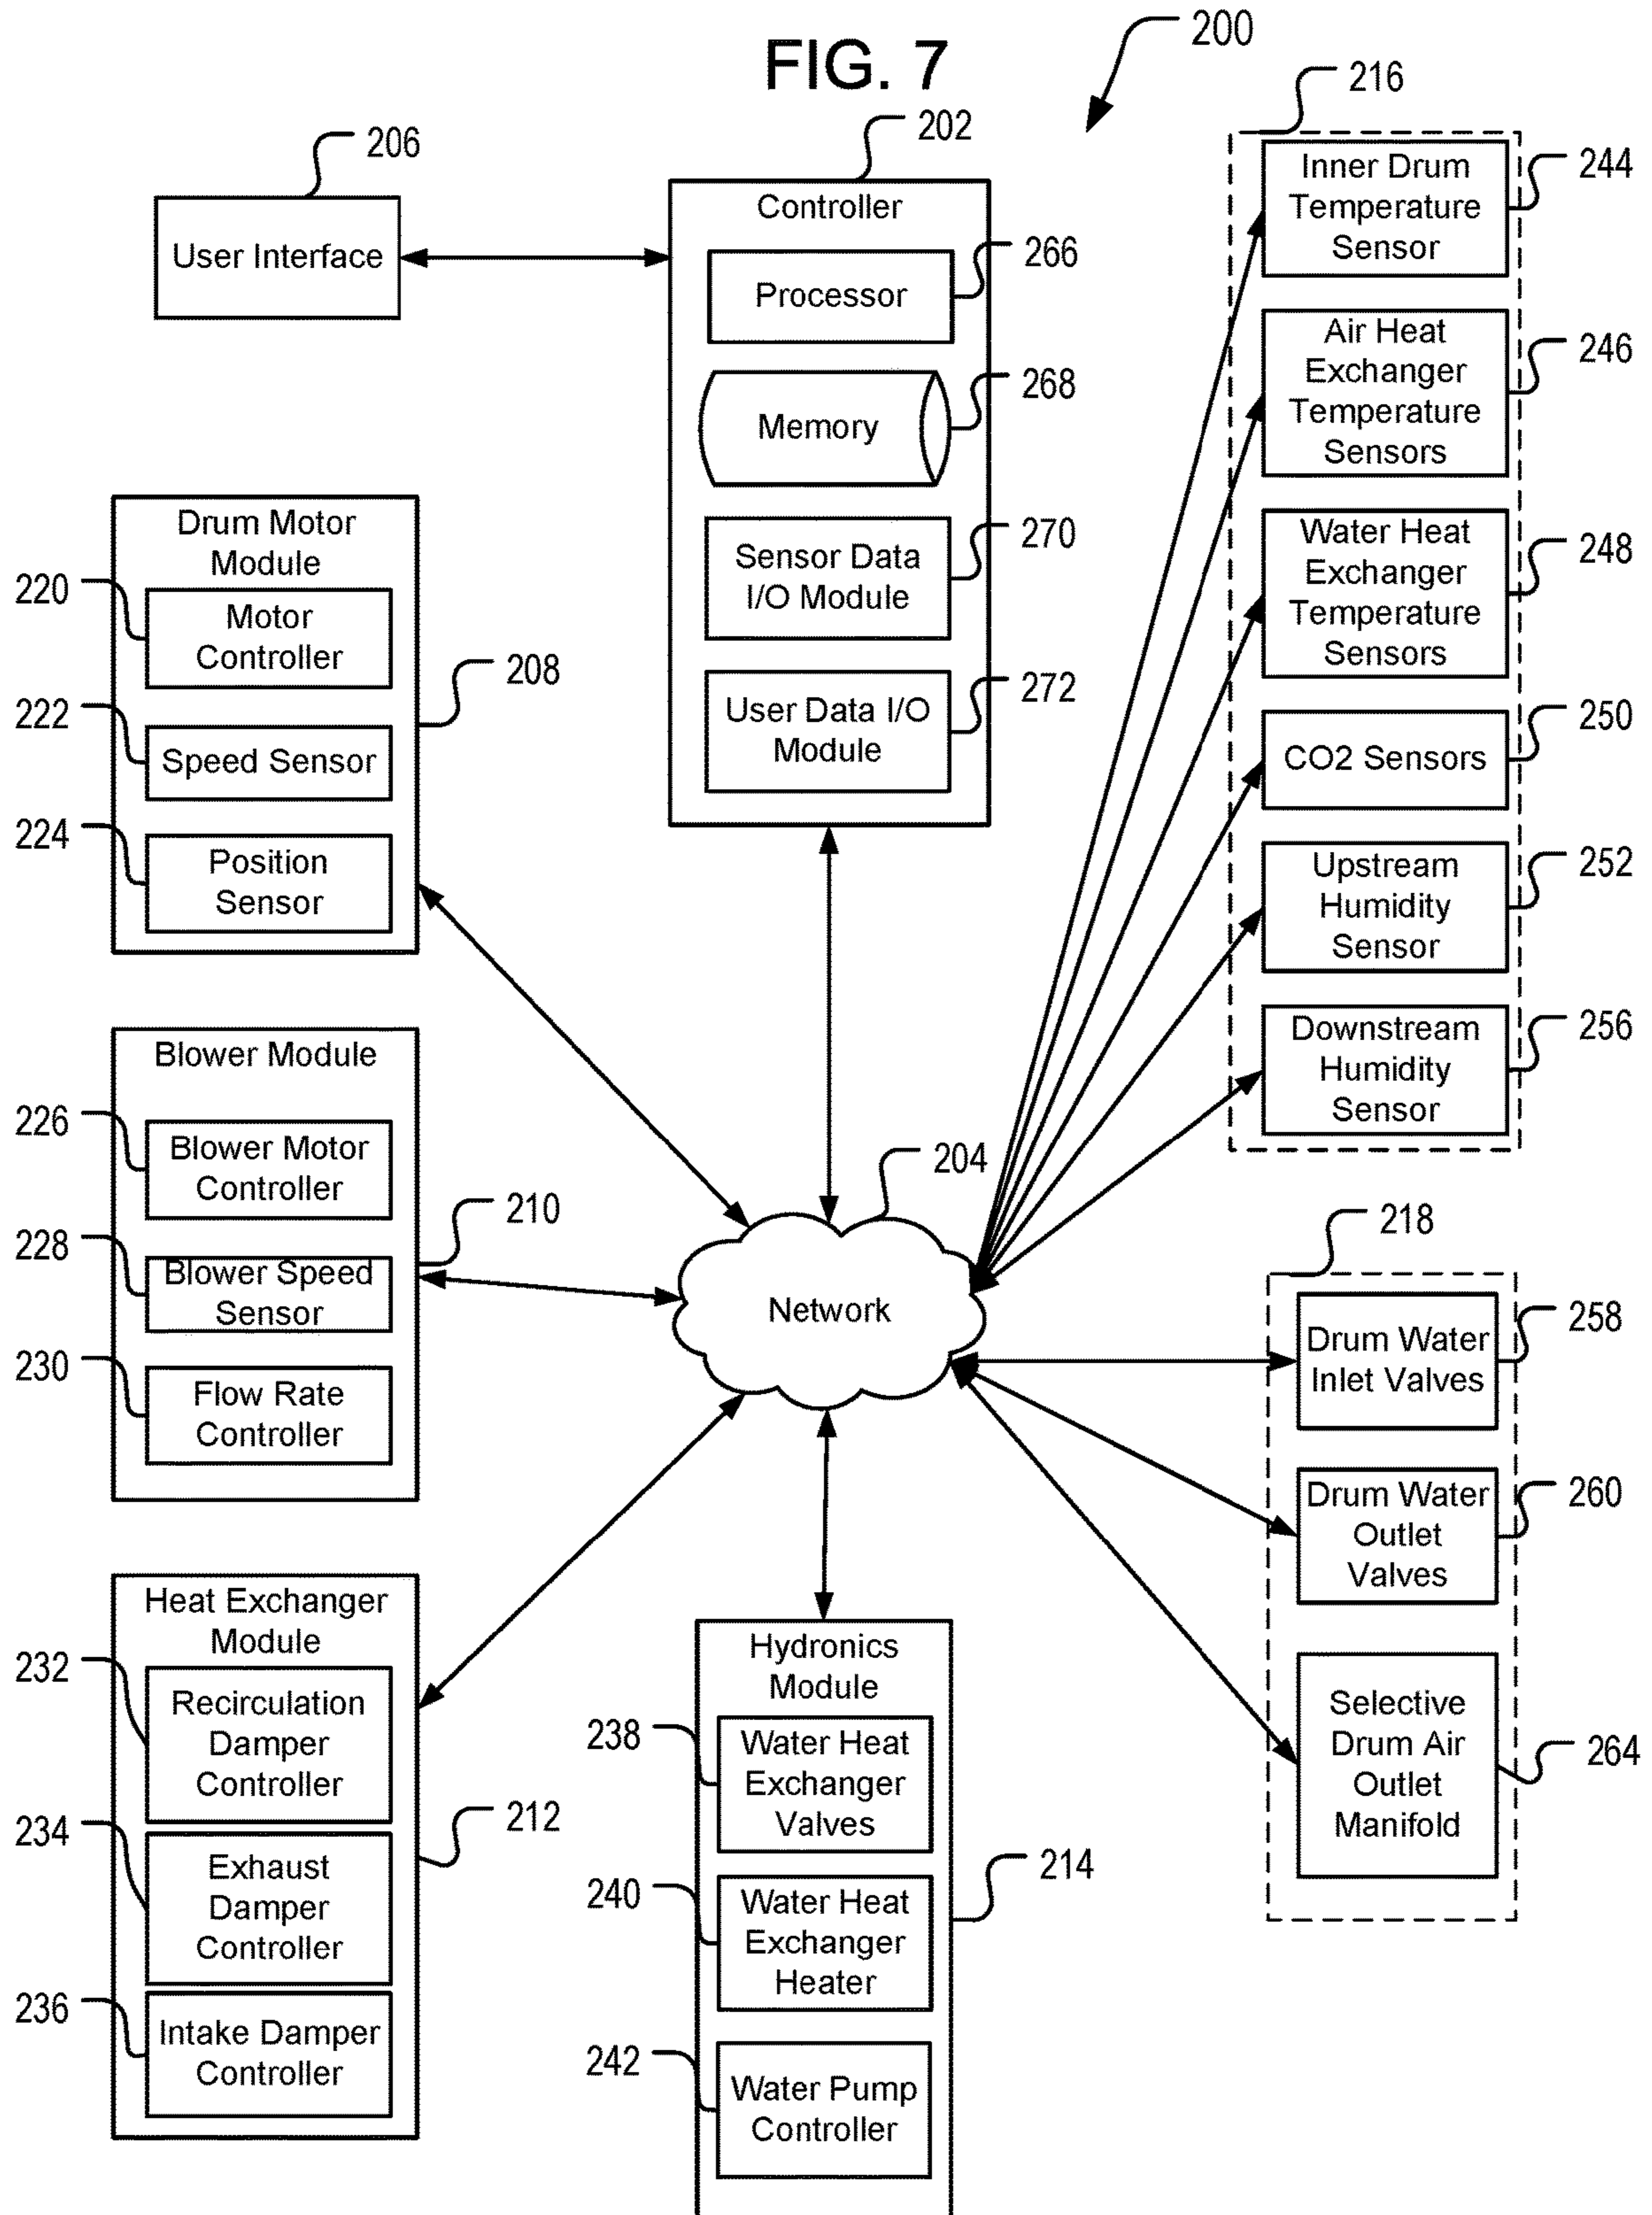 FIG. 7
200
206
User Interface
202
Controller
266
Processor
268
Memory
270
Sensor Data
I/O Module
272
User Data I/O
Module
216
244
Inner Drum
Temperature
Sensor
246
Air Heat
Exchanger
Temperature
Sensors
248
Water Heat
Exchanger
Temperature
Sensors
250
CO2 Sensors
252
Upstream
Humidity
Sensor
256
Downstream
Humidity
Sensor
208
Drum Motor
Module
220
Motor
Controller
222
Speed Sensor
224
Position
Sensor
210
Blower Module
226
Blower Motor
Controller
228
Blower Speed
Sensor
230
Flow Rate
Controller
204
Network
218
258
Drum Water
Inlet Valves
260
Drum Water
Outlet
Valves
264
Selective
Drum Air
Outlet
Manifold
212
Heat Exchanger
Module
232
Recirculation
Damper
Controller
234
Exhaust
Damper
Controller
236
Intake Damper
Controller
214
Hydronics
Module
238
Water Heat
Exchanger
Valves
240
Water Heat
Exchanger
Heater
242
Water Pump
Controller